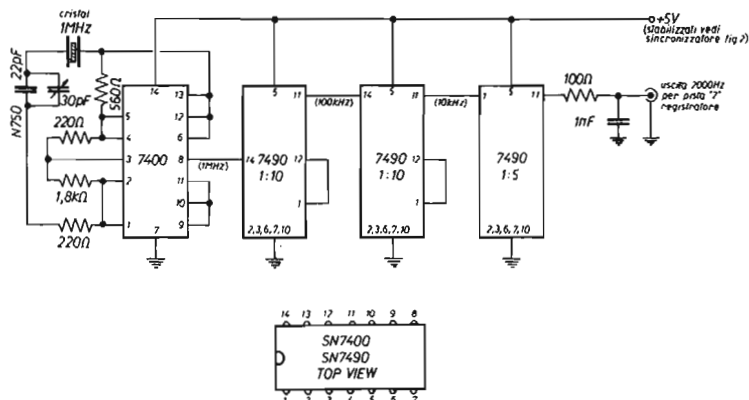 cristal
1MHz
22pF
N750
30pF
560Ω
220Ω
1,8kΩ
220Ω
14
13
12
5
4
6
3
7400
8
2
11
10
1
9
7
(1MHz)
5
11
14
7490
1:10
12
1
2,3,6,7,10
(100kHz)
5
14
11
7490
1:10
12
1
2,3,6,7,10
(10kHz)
5
1
11
7490
1:5
2,3,6,7,10
+5V
(stabilizzati vedi
sincronizzatore fig 2)
100Ω
1nF
uscita 2000Hz
per pista "2"
registratore
14 13 12 11 10 9 8
SN7400
SN7490
TOP VIEW
1 2 3 4 5 6 7